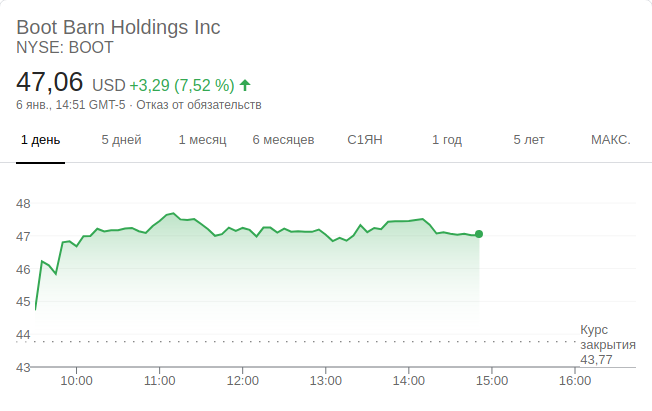 Boot Barn Holdings Inc
NYSE: BOOT
47,06 USD +3,29 (7,52 %)
6 янв., 14:51 GMT-5 · Отказ от обязательств
1 день 5 дней 1 месяц 6 месяцев С1ЯН 1 год 5 лет МАКС.
48
47
46
45
44
Курс
закрытия
43,77
43
10:00 11:00 12:00 13:00 14:00 15:00 16:00